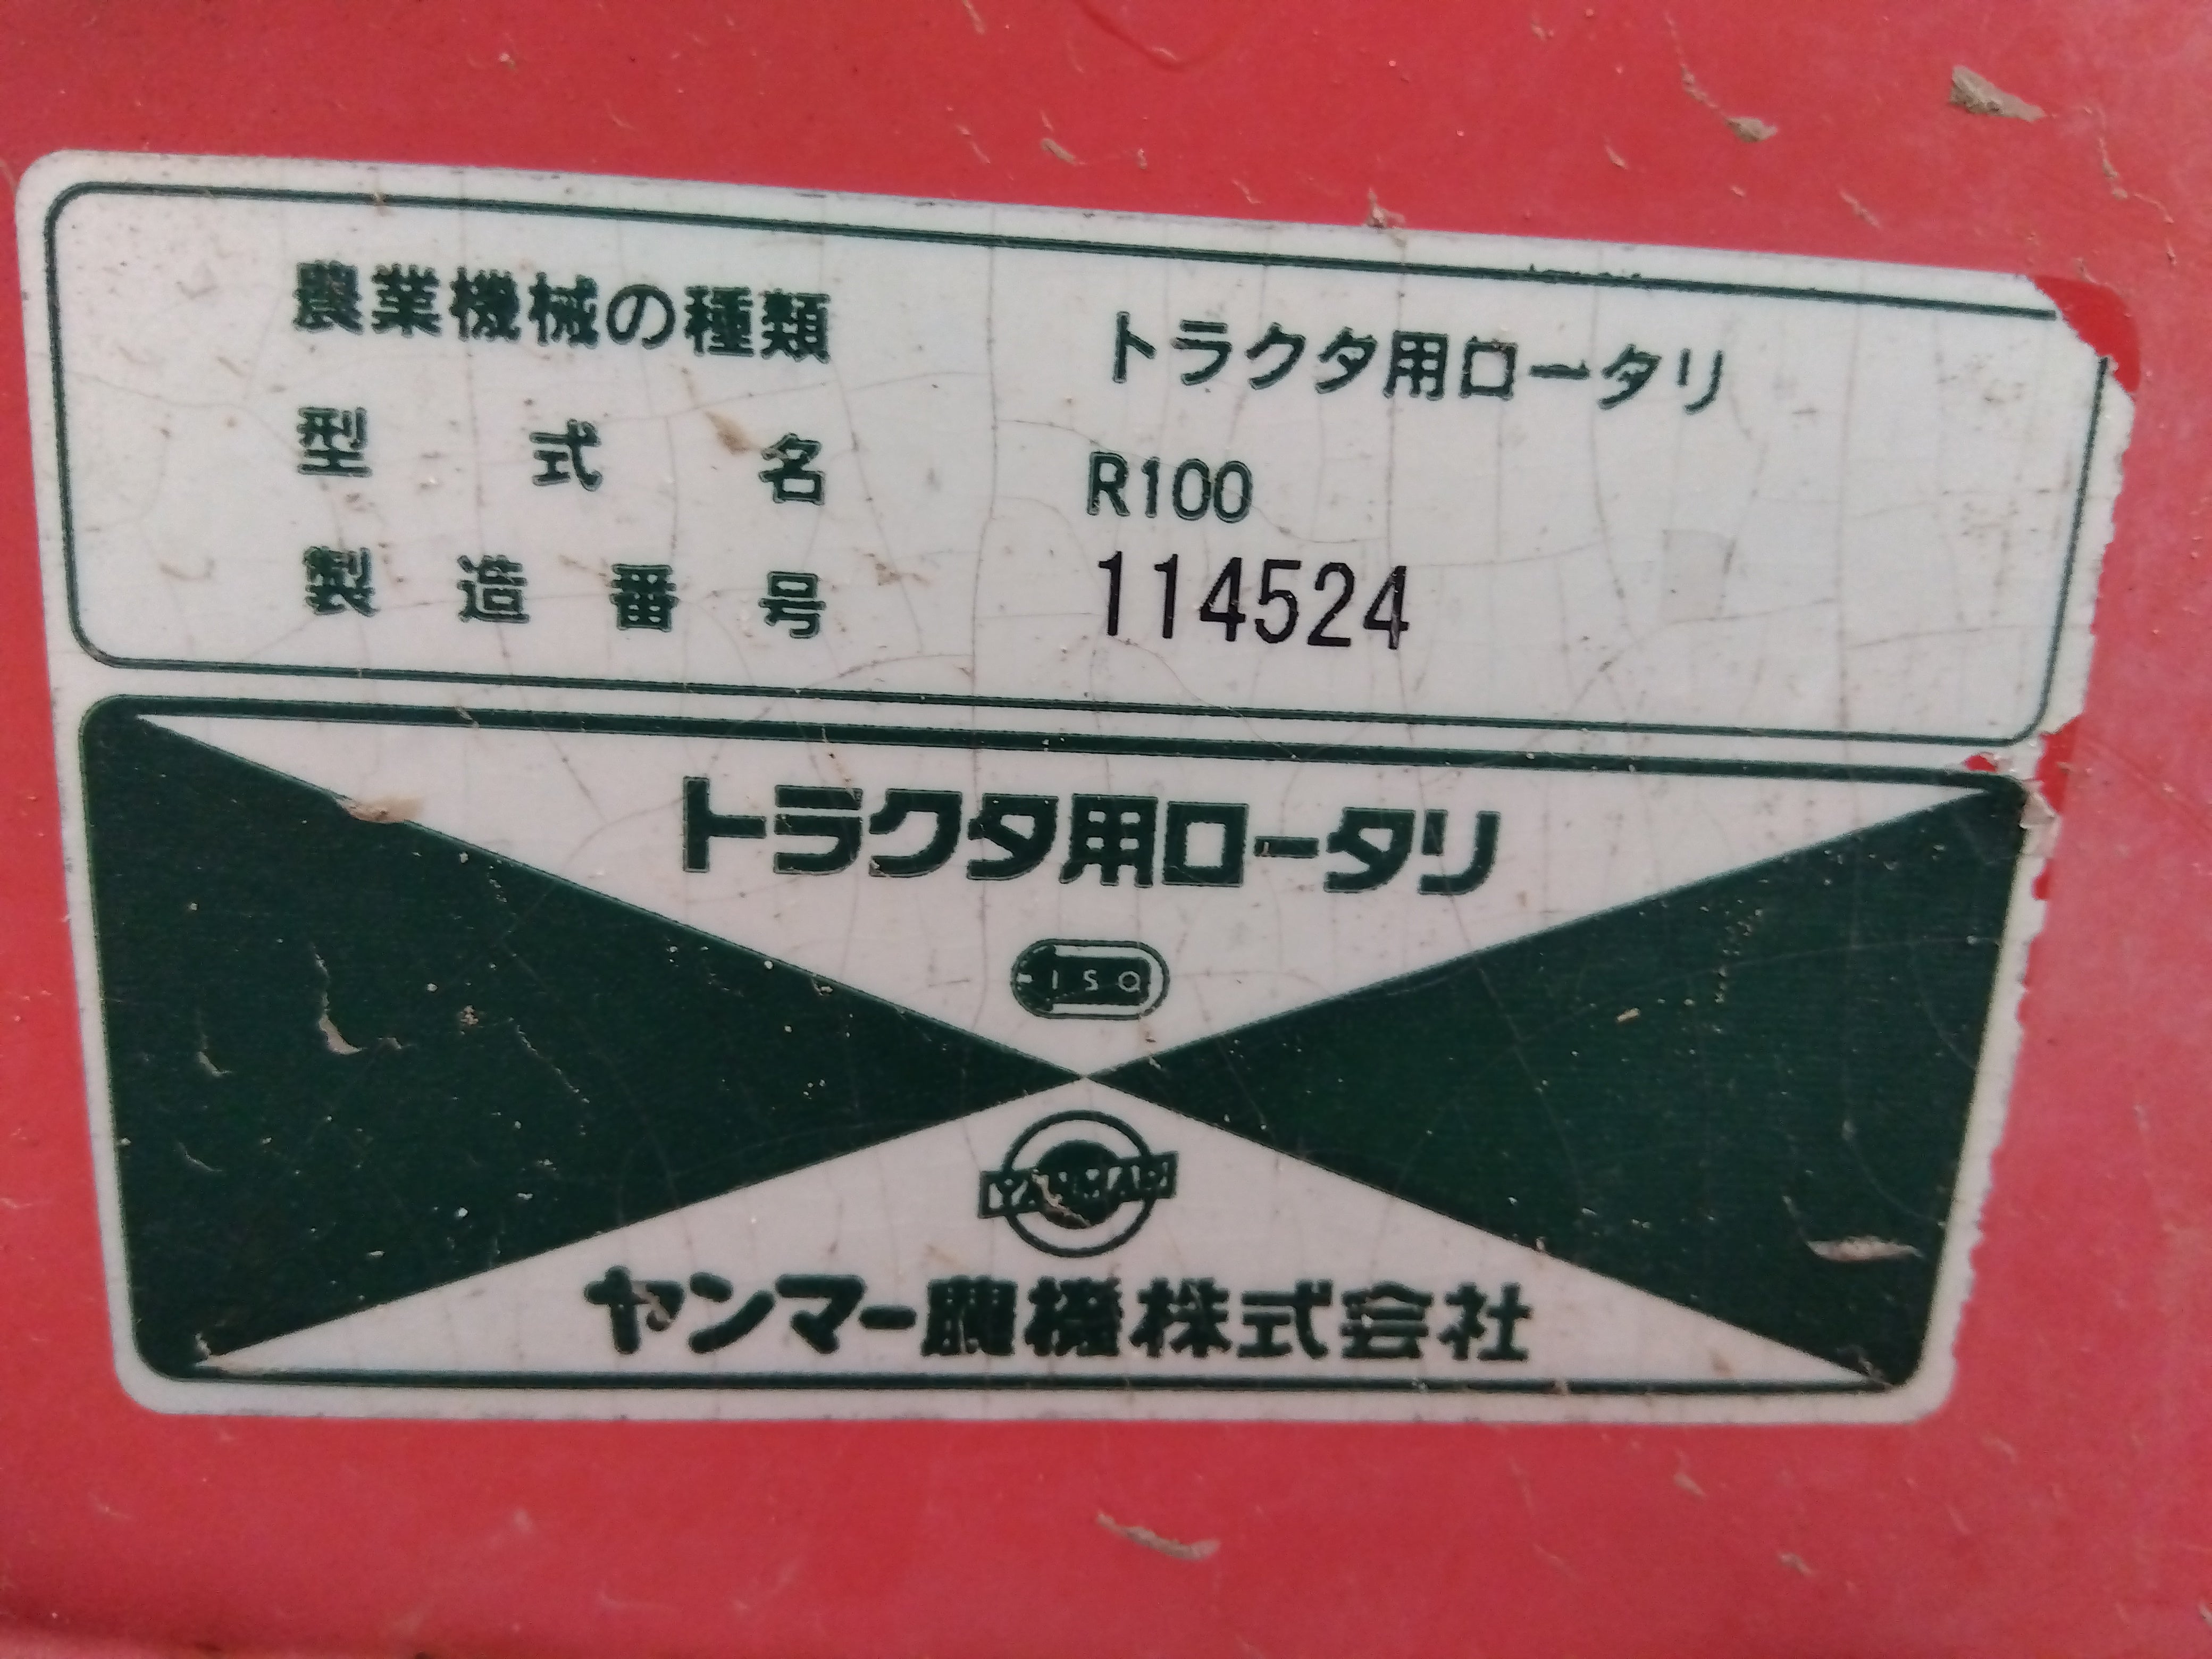 農業機械の種類 トラクタ用ロータリ
型式名 R100
製造番号 114524
トラクタ用ロータリ
ISO
YANMAR
ヤンマー農機株式会社